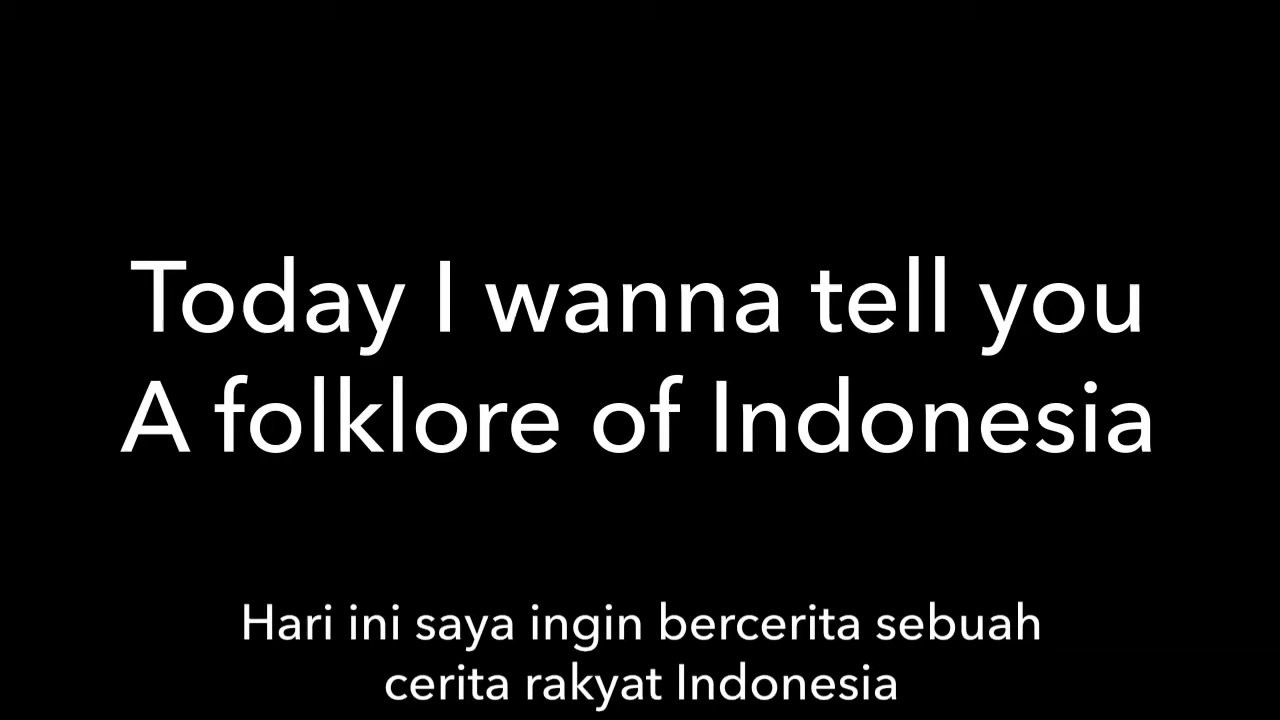 Today I wanna tell you
A folklore of Indonesia
Hari ini saya ingin bercerita sebuah
cerita rakyat Indonesia